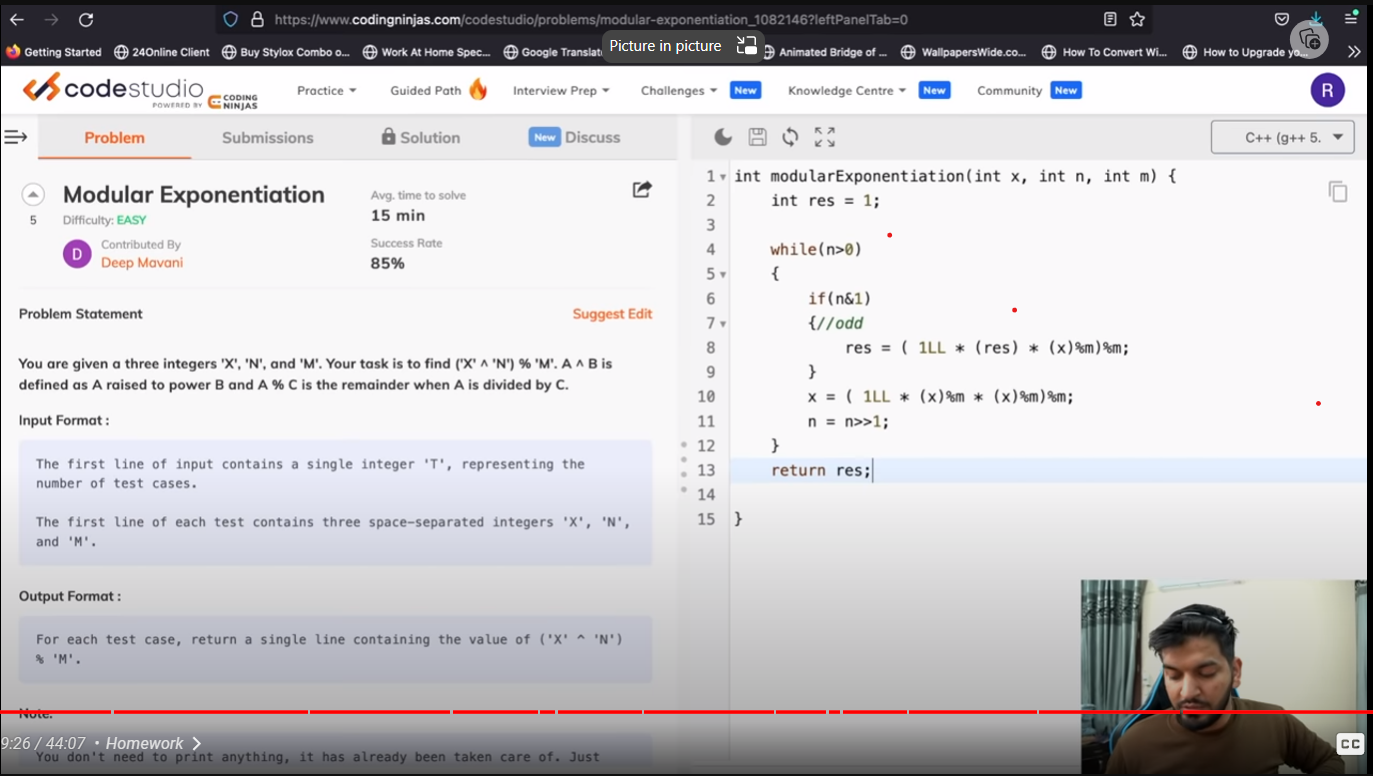 https://www.codingninjas.com/codestudio/problems/modular-exponentiation_1082146?leftPanelTab=0
Getting Started
24Online Client
Buy Stylox Combo o...
Work At Home Spec...
Google Translat
Picture in picture
Animated Bridge of ...
WallpapersWide.co...
How To Convert Wi...
How to Upgrade yo...
codestudio
POWERED BY CODING NINJAS
Practice
Guided Path
Interview Prep
Challenges New
Knowledge Centre New
Community New
R
Problem
Submissions
Solution
New Discuss
C++ (g++ 5.
Modular Exponentiation
5
Difficulty: EASY
D
Contributed By
Deep Mavani
Avg. time to solve
15 min
Success Rate
85%
Problem Statement
Suggest Edit
You are given a three integers 'X', 'N', and 'M'. Your task is to find ('X' ^ 'N') % 'M'. A ^ B is
defined as A raised to power B and A % C is the remainder when A is divided by C.
Input Format :
The first line of input contains a single integer 'T', representing the
number of test cases.
The first line of each test contains three space-separated integers 'X', 'N',
and 'M'.
Output Format :
For each test case, return a single line containing the value of ('X' ^ 'N')
% 'M'.
Note:
You don't need to print anything, it has already been taken care of. Just
1 int modularExponentiation(int x, int n, int m) {
2 int res = 1;
3
4 while(n>0)
5 {
6 if(n&1)
7 {//odd
8 res = ( 1LL * (res) * (x)%m)%m;
9 }
10 x = ( 1LL * (x)%m * (x)%m)%m;
11 n = n>>1;
12 }
13 return res;
14
15 }
9:26 / 44:07 • Homework
CC